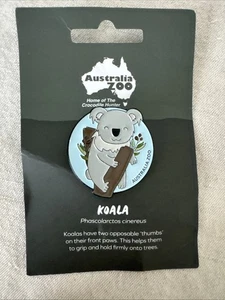 Australia
ZOO
Home of The
Crocodile Hunter
AUSTRALIA ZOO
KOALA
Phascolarctos cinereus
Koalas have two opposable 'thumbs'
on their front paws. This helps them
to grip and hold firmly onto trees.